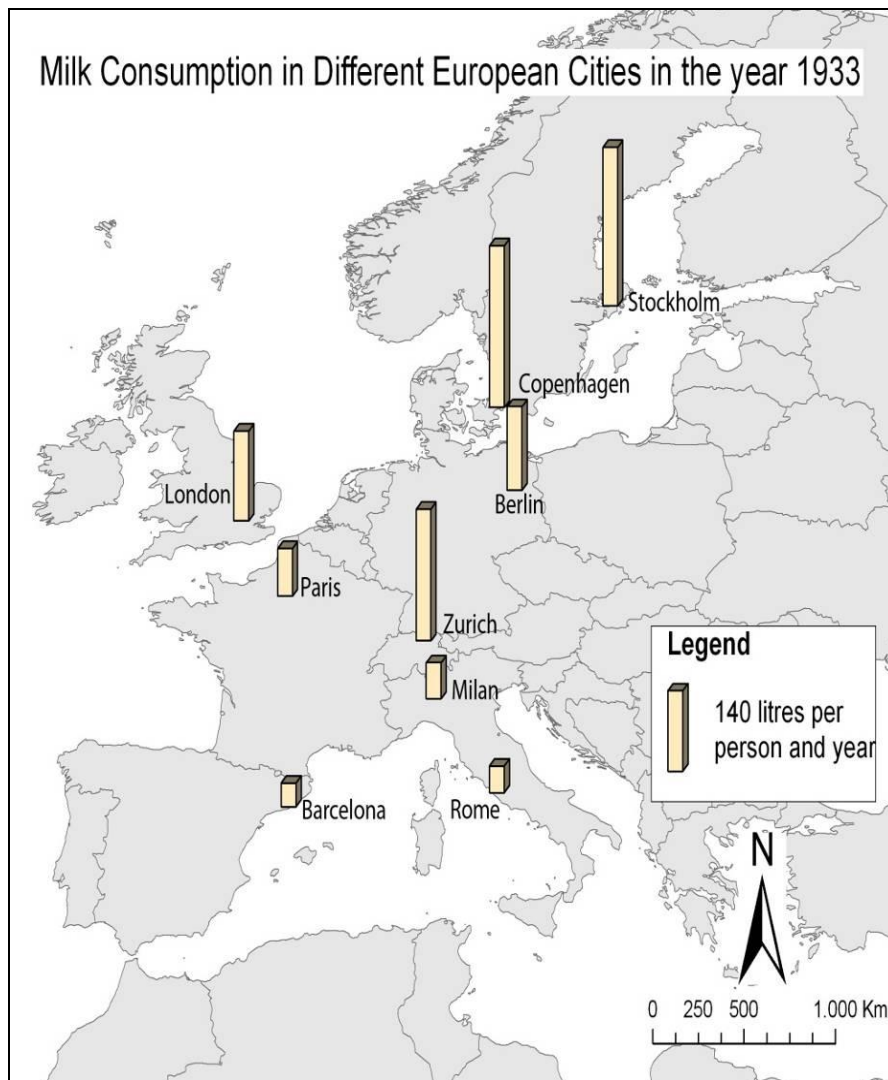 Milk Consumption in Different European Cities in the year 1933
Stockholm
Copenhagen
London
Berlin
Paris
Zurich
Legend
Milan
140 litres per
person and year
Barcelona
Rome
N
0 250 500 1.000 Km